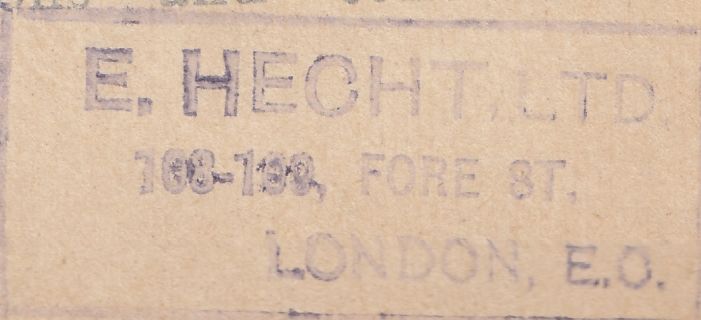 E. HECHT. LTD.
FORE ST.
LONDON, E.C.